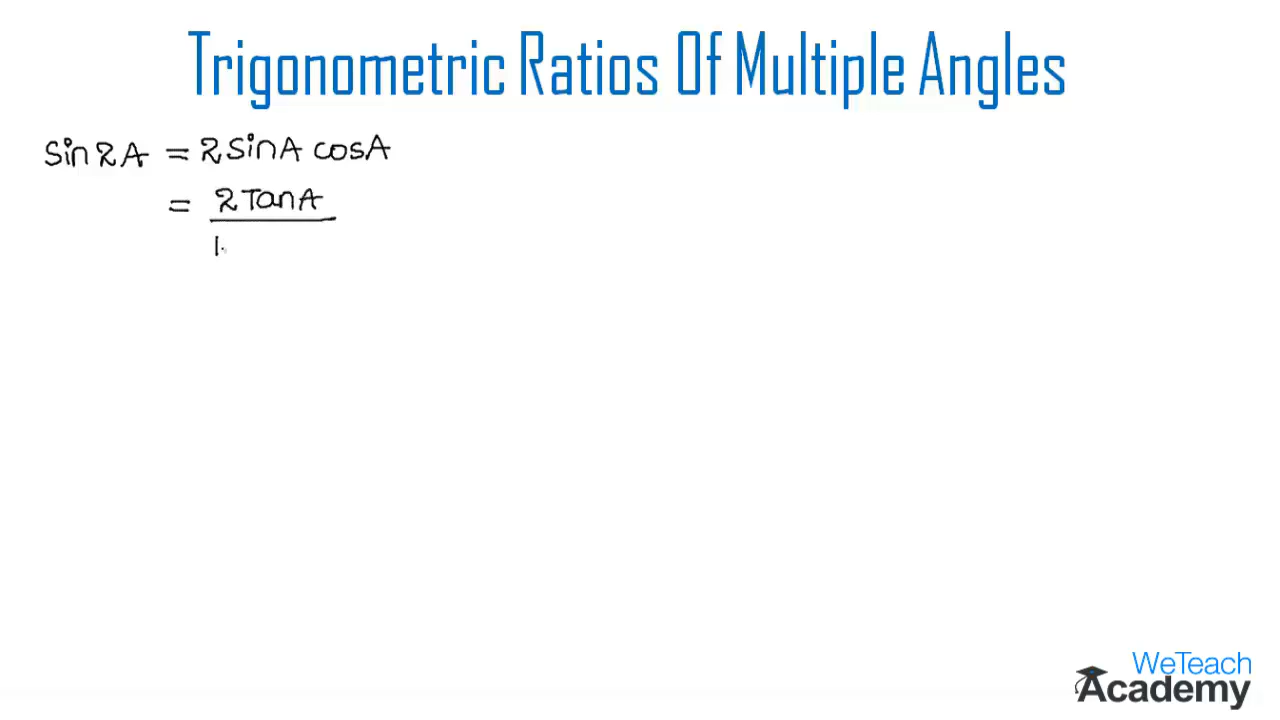 Trigonometric Ratios Of Multiple Angles
Sin2A = 2SinA cosA
= 2TanA
1
WeTeach
Academy